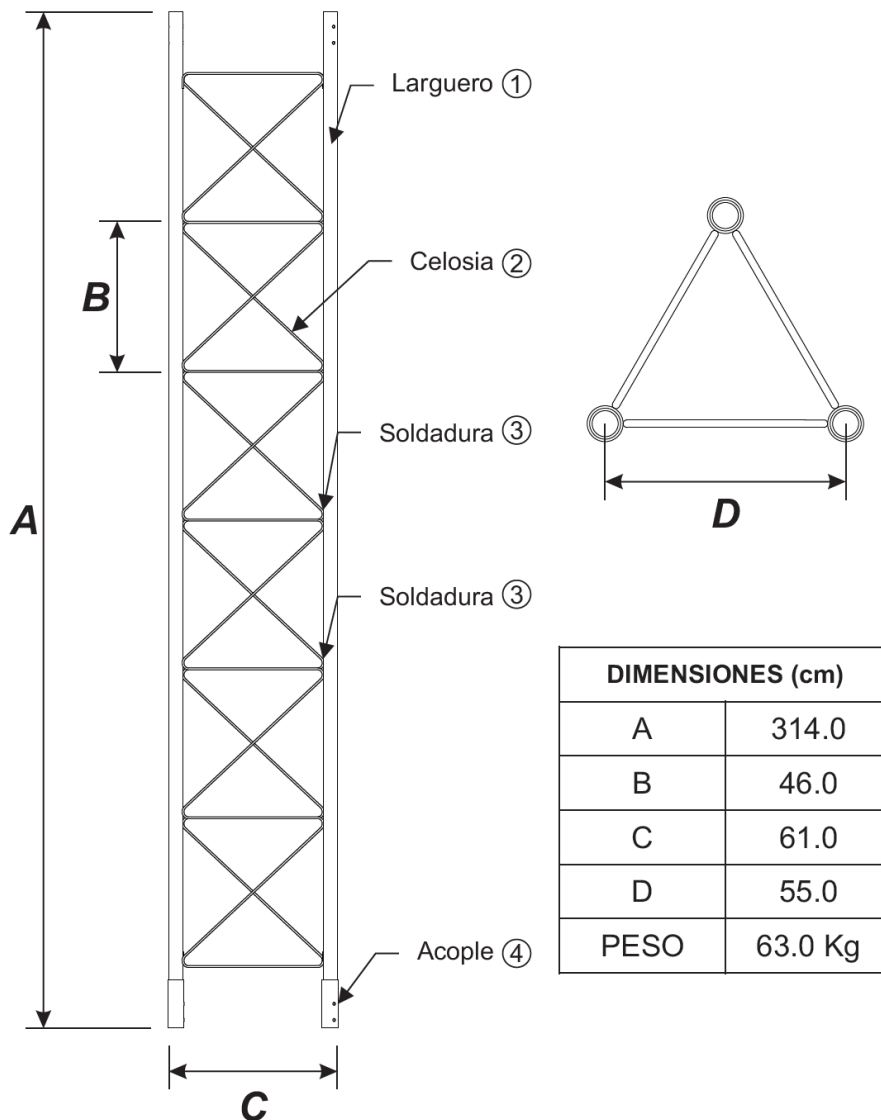 Larguero ①
Celosia ②
B
Soldadura ③
A
D
Soldadura ③
DIMENSIONES (cm)
A 314.0
B 46.0
C 61.0
D 55.0
PESO 63.0 Kg
Acople ④
C